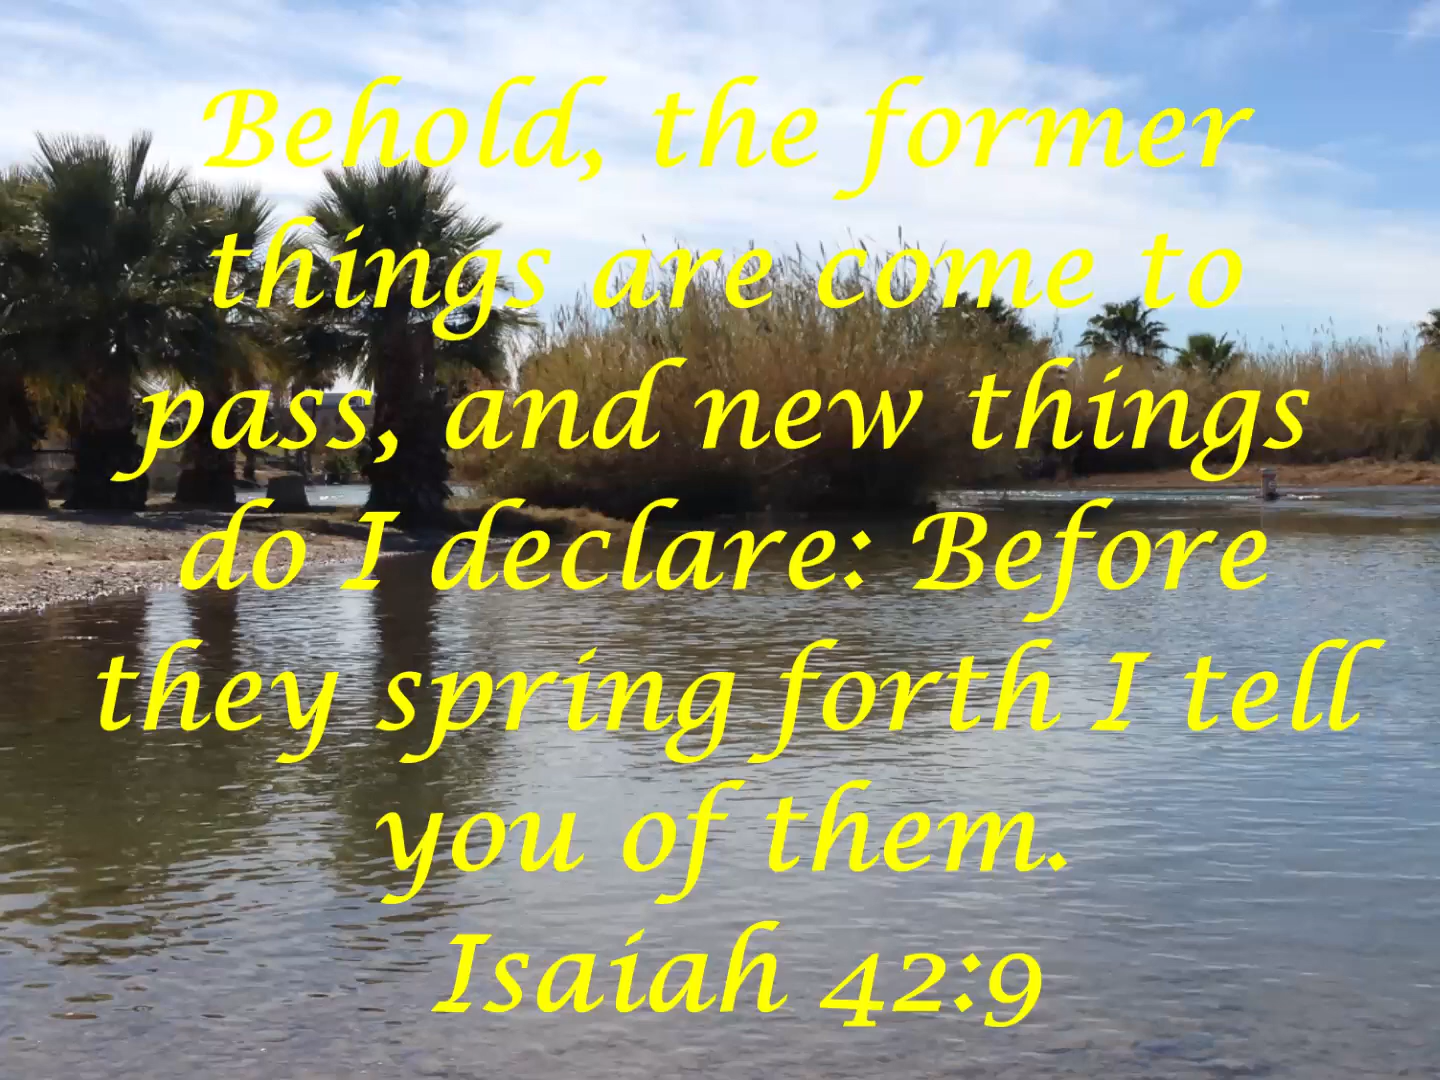 Behold, the former
things are come to
pass, and new things
do I declare: Before
they spring forth I tell
you of them.
Isaiah 42:9